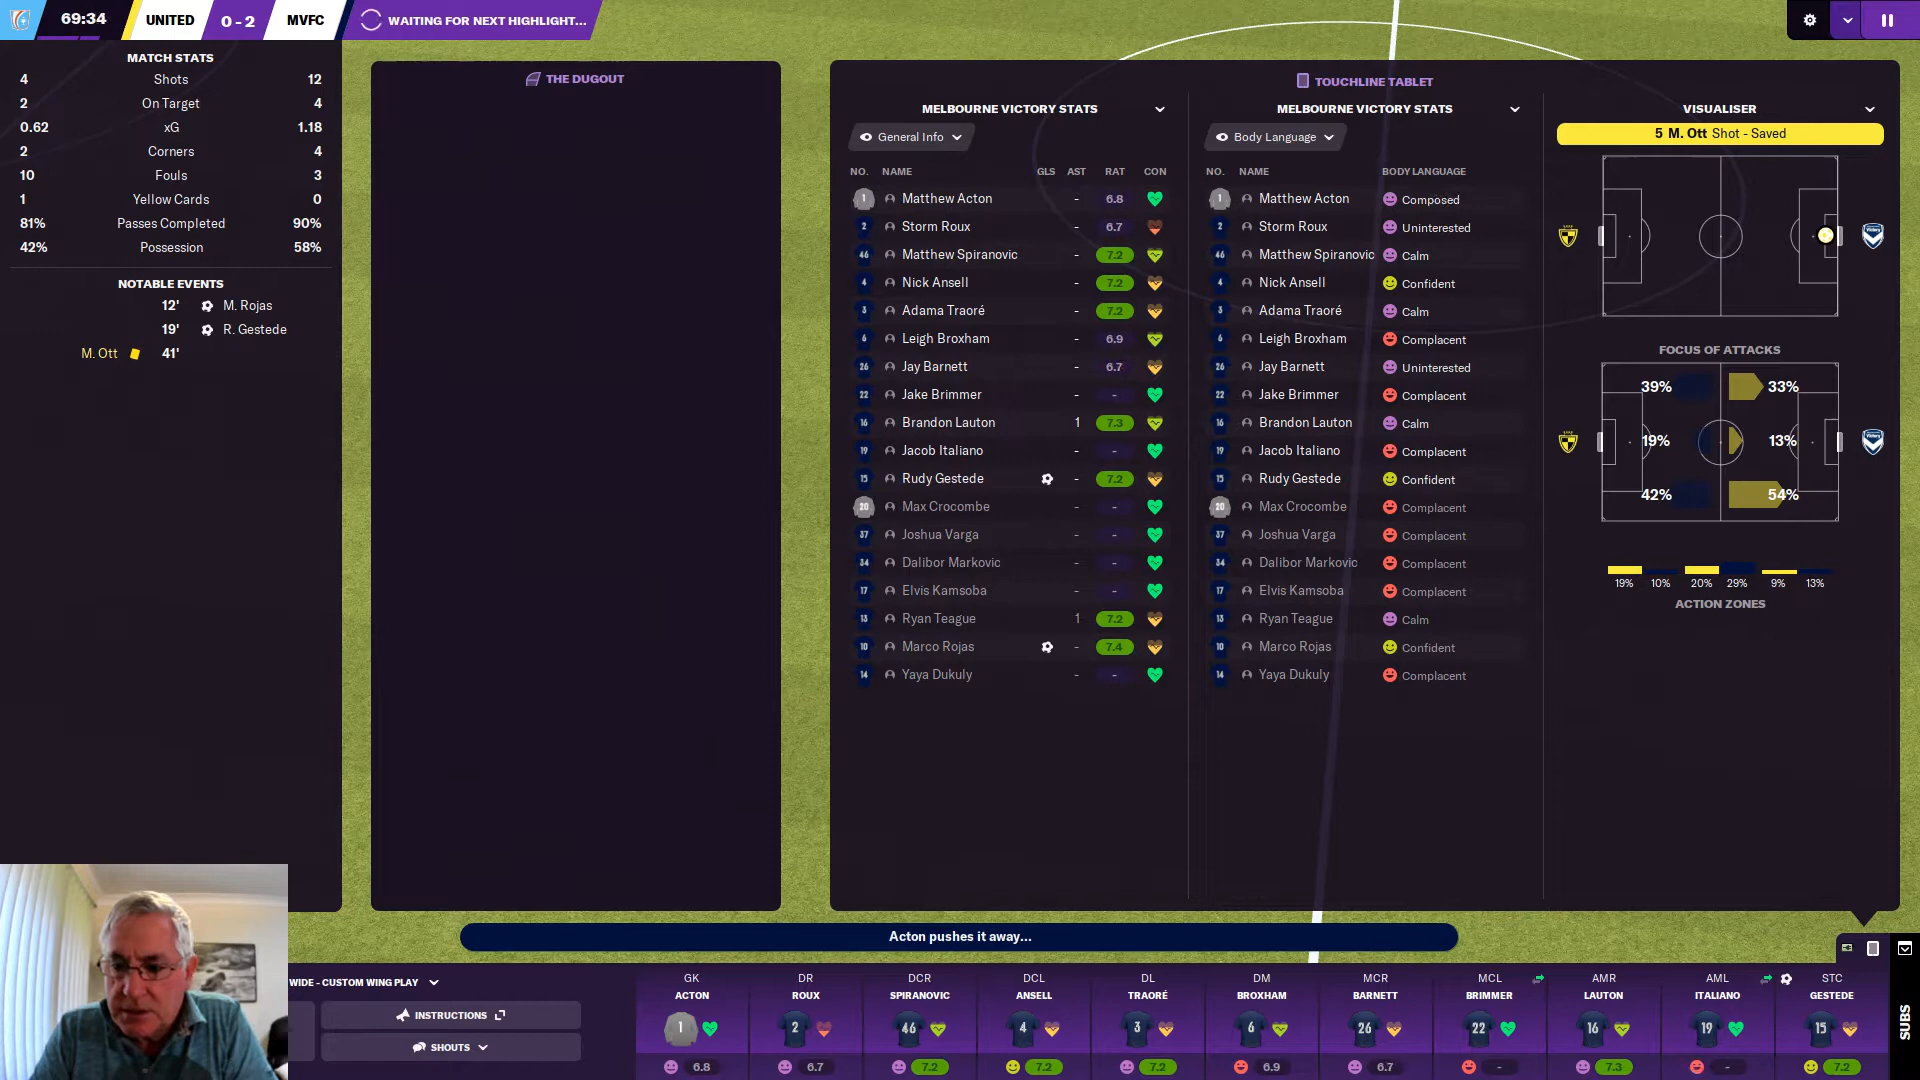 69:34 UNITED 0 - 2 MVFC WAITING FOR NEXT HIGHLIGHT...
MATCH STATS
4 Shots 12
2 On Target 4
0.62 xG 1.18
2 Corners 4
10 Fouls 3
1 Yellow Cards 0
81% Passes Completed 90%
42% Possession 58%
NOTABLE EVENTS
12' M. Rojas
19' R. Gestede
M. Ott 41'
THE DUGOUT
TOUCHLINE TABLET
MELBOURNE VICTORY STATS
General Info
NO. NAME GLS AST RAT CON
1 Matthew Acton - 6.8
2 Storm Roux - 6.7
46 Matthew Spiranovic - 7.2
4 Nick Ansell - 7.2
3 Adama Traoré - 7.2
6 Leigh Broxham - 6.9
26 Jay Barnett - 6.7
22 Jake Brimmer - -
16 Brandon Lauton 1 7.3
19 Jacob Italiano - -
15 Rudy Gestede - 7.2
20 Max Crocombe - -
37 Joshua Varga - -
34 Dalibor Markovic - -
17 Elvis Kamsoba - -
13 Ryan Teague 1 7.2
10 Marco Rojas - 7.4
14 Yaya Dukuly - -
MELBOURNE VICTORY STATS
Body Language
NO. NAME BODY LANGUAGE
1 Matthew Acton Composed
2 Storm Roux Uninterested
46 Matthew Spiranovic Calm
4 Nick Ansell Confident
3 Adama Traoré Calm
6 Leigh Broxham Complacent
26 Jay Barnett Uninterested
22 Jake Brimmer Complacent
16 Brandon Lauton Calm
19 Jacob Italiano Complacent
15 Rudy Gestede Confident
20 Max Crocombe Complacent
37 Joshua Varga Complacent
34 Dalibor Markovic Complacent
17 Elvis Kamsoba Complacent
13 Ryan Teague Calm
10 Marco Rojas Confident
14 Yaya Dukuly Complacent
VISUALISER
5 M. Ott Shot - Saved
FOCUS OF ATTACKS
39% 33%
19% 13%
42% 54%
19% 10% 20% 29% 9% 13%
ACTION ZONES
Acton pushes it away...
WIDE - CUSTOM WING PLAY
INSTRUCTIONS
SHOUTS
GK DR DCR DCL DL DM MCR MCL AMR AML STC
ACTON ROUX SPIRANOVIC ANSELL TRAORÉ BROXHAM BARNETT BRIMMER LAUTON ITALIANO GESTEDE
1 2 46 4 3 6 26 22 16 19 15
6.8 6.7 7.2 7.2 7.2 6.9 6.7 - 7.3 - 7.2
SUBS